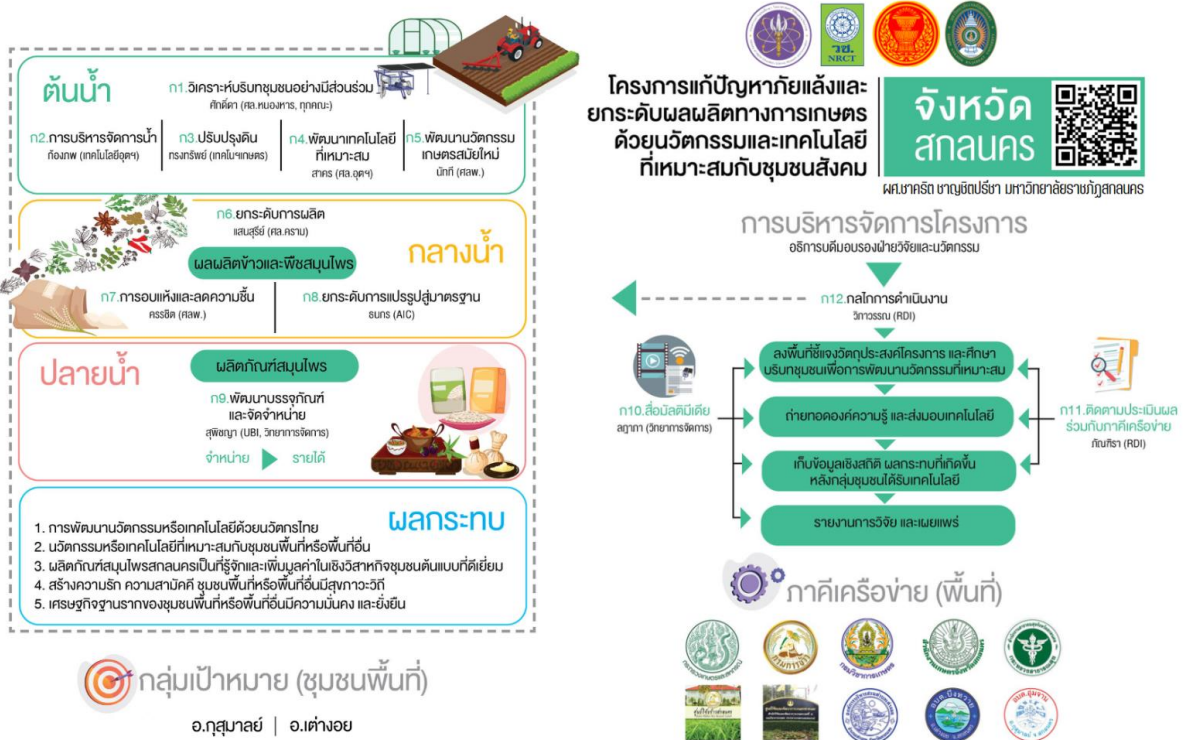 ต้นน้ำ
ก1.วิเคราะห์บริบทชุมชนอย่างมีส่วนร่วม
ศักดิ์ดา (ศล.หนองหาร, ทุกคณะ)
ก2.การบริหารจัดการน้ำ
ก้องภพ (เทคโนโลยีอุตฯ)
ก3.ปรับปรุงดิน
ทรงทรัพย์ (เทคโนฯเกษตร)
ก4.พัฒนาเทคโนโลยี
ที่เหมาะสม
สาคร (ศล.อุตฯ)
ก5.พัฒนานวัตกรรม
เกษตรสมัยใหม่
นัทที (ศลพ.)
ก6.ยกระดับการผลิต
แสนสุรีย์ (ศล.คราม)
กลางน้ำ
ผลผลิตข้าวและพืชสมุนไพร
ก7.การอบแห้งและลดความชื้น
ครรชิต (ศลพ.)
ก8.ยกระดับการแปรรูปสู่มาตรฐาน
ธนกร (AIC)
ปลายน้ำ
ผลิตภัณฑ์สมุนไพร
ก9.พัฒนาบรรจุภัณฑ์
และจัดจำหน่าย
สุพิชญา (UBI, วิทยาการจัดการ)
จำหน่าย รายได้
ผลกระทบ
1. การพัฒนานวัตกรรมหรือเทคโนโลยีด้วยนวัตกรไทย
2. นวัตกรรมหรือเทคโนโลยีที่เหมาะสมกับชุมชนพื้นที่หรือพื้นที่อื่น
3. ผลิตภัณฑ์สมุนไพรสกลนครเป็นที่รู้จักและเพิ่มมูลค่าในเชิงวิสาหกิจชุมชนต้นแบบที่ดีเยี่ยม
4. สร้างความรัก ความสามัคคี ชุมชนพื้นที่หรือพื้นที่อื่นมีสุขภาวะวิถี
5. เศรษฐกิจฐานรากของชุมชนพื้นที่หรือพื้นที่อื่นมีความมั่นคง และยั่งยืน
กลุ่มเป้าหมาย (ชุมชนพื้นที่)
อ.กุสุมาลย์ | อ.เต่างอย
วช.
NRCT
โครงการแก้ปัญหาภัยแล้งและ
ยกระดับผลผลิตทางการเกษตร
ด้วยนวัตกรรมและเทคโนโลยี
ที่เหมาะสมกับชุมชนสังคม
จังหวัด
สกลนคร
ผศ.ชาคริต ชาญชิตปรีชา มหาวิทยาลัยราชภัฏสกลนคร
การบริหารจัดการโครงการ
อธิการบดีมอบรองฝ่ายวิจัยและนวัตกรรม
ก12.กลไกการดำเนินงาน
วิภาวรรณ (RDI)
ลงพื้นที่ชี้แจงวัตถุประสงค์โครงการ และศึกษา
บริบทชุมชนเพื่อการพัฒนานวัตกรรมที่เหมาะสม
ก10.สื่อมัลติมีเดีย
ลฎาภา (วิทยาการจัดการ)
ถ่ายทอดองค์ความรู้ และส่งมอบเทคโนโลยี
ก11.ติดตามประเมินผล
ร่วมกับภาคีเครือข่าย
ภัณฑิรา (RDI)
เก็บข้อมูลเชิงสถิติ ผลกระทบที่เกิดขึ้น
หลังกลุ่มชุมชนได้รับเทคโนโลยี
รายงานการวิจัย และเผยแพร่
ภาคีเครือข่าย (พื้นที่)
กรมการข้าว
กรมวิชาการเกษตร
อบต.บึงทวาย
อบต.อุ่มจาน